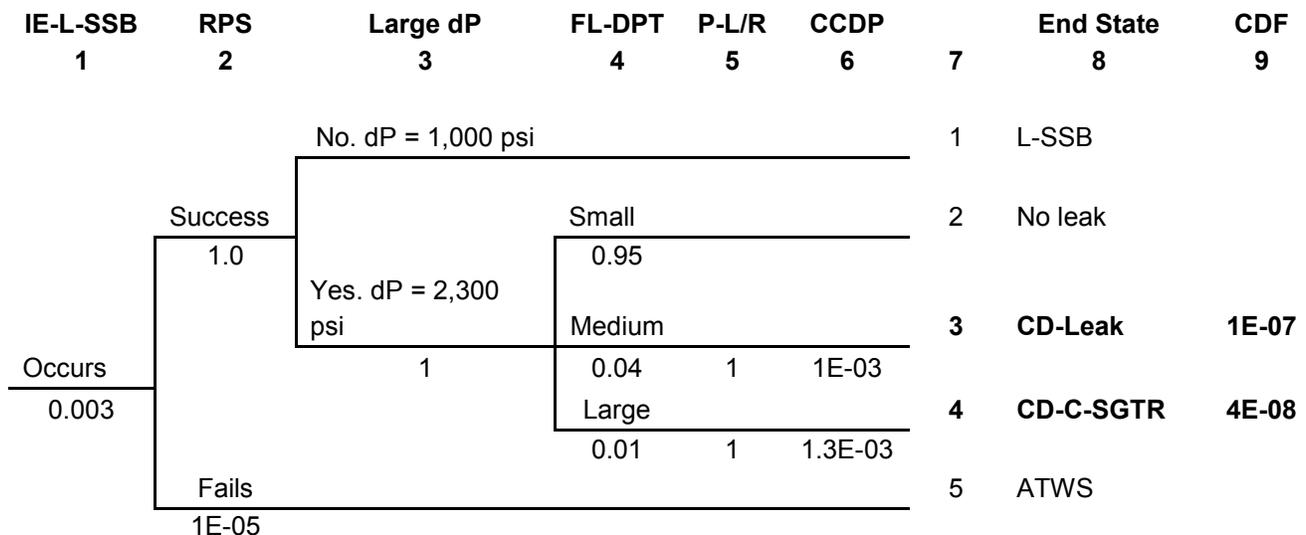 IE-L-SSB RPS Large dP FL-DPT P-L/R CCDP End State CDF
1 2 3 4 5 6 7 8 9
No. dP = 1,000 psi 1 L-SSB
Success Small 2 No leak
1.0 0.95
Yes. dP = 2,300
psi Medium 3 CD-Leak 1E-07
Occurs 1 0.04 1 1E-03
0.003 Large 4 CD-C-SGTR 4E-08
0.01 1 1.3E-03
Fails 5 ATWS
1E-05